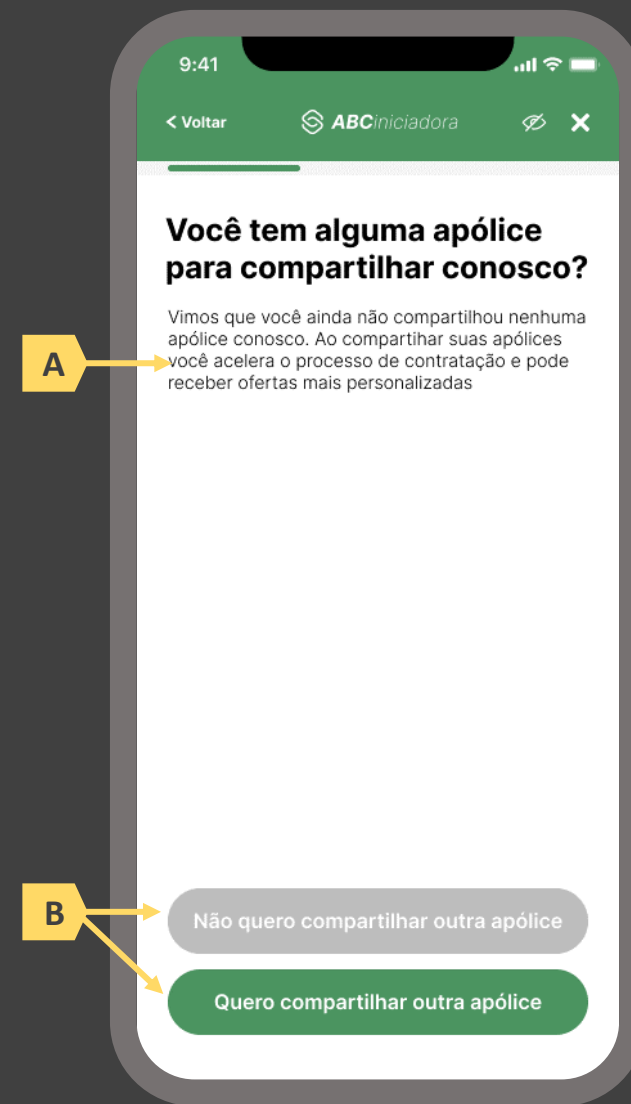 9:41
< Voltar
ABCiniciadora
Você tem alguma apólice
para compartilhar conosco?
Vimos que você ainda não compartilhou nenhuma
apólice conosco. Ao compartihar suas apólices
você acelera o processo de contratação e pode
receber ofertas mais personalizadas
A
B
Não quero compartilhar outra apólice
Quero compartilhar outra apólice